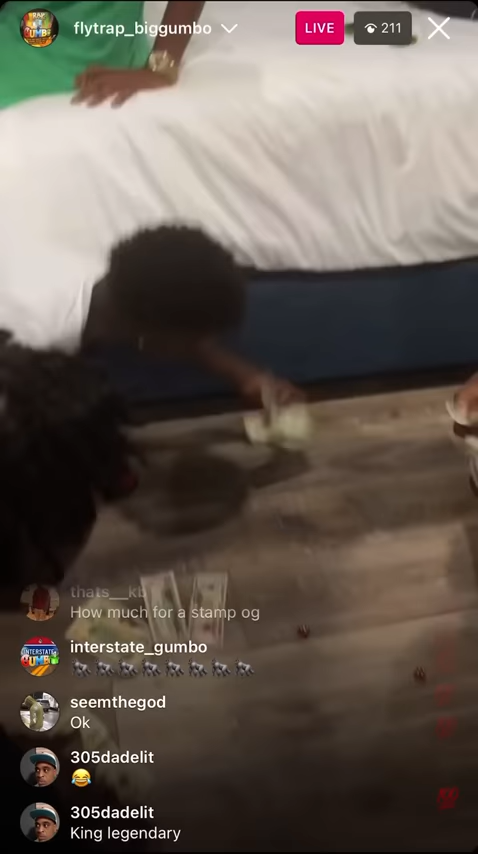 flytrap_biggumbo
LIVE
211
thats__kb
How much for a stamp og
interstate_gumbo
seemthegod
Ok
305dadelit
305dadelit
King legendary